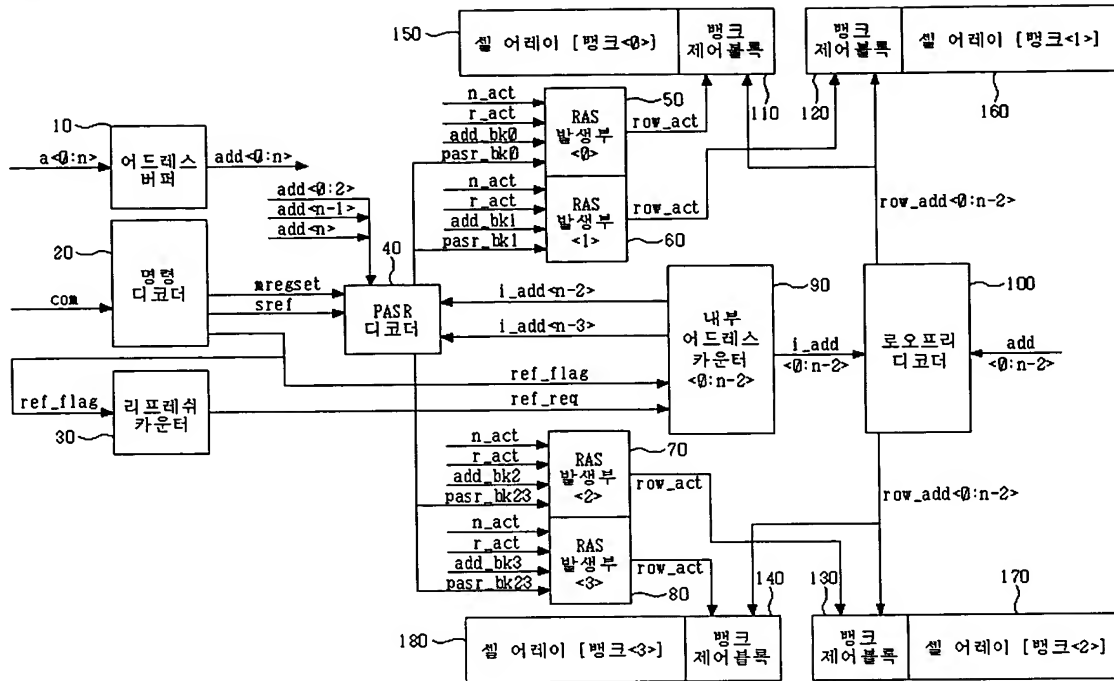 150
셀 어레이 [뱅크<0>]
뱅크
제어블록
뱅크
제어블록
셀 어레이 [뱅크<1>]
110
120
160
10
a<0:n>
어드레스
버퍼
add<0:n>
n_act
r_act
add_bk0
pasr_bk0
RAS
발생부
<0>
50
row_act
n_act
r_act
add_bk1
pasr_bk1
RAS
발생부
<1>
60
row_act
row_add<0:n-2>
add<0:2>
add<n-1>
add<n>
20
com
명령
디코더
mregset
sref
40
PASR
디코더
i_add<n-2>
i_add<n-3>
90
내부
어드레스
카운터
<0:n-2>
i_add
<0:n-2>
100
로오프리
디코더
add
<0:n-2>
ref_flag
ref_flag
리프레쉬
카운터
30
ref_req
n_act
r_act
add_bk2
pasr_bk23
RAS
발생부
<2>
70
row_act
n_act
r_act
add_bk3
pasr_bk23
RAS
발생부
<3>
80
row_act
row_add<0:n-2>
140
130
170
180
셀 어레이 [뱅크<3>]
뱅크
제어블록
뱅크
제어블록
셀 어레이 [뱅크<2>]